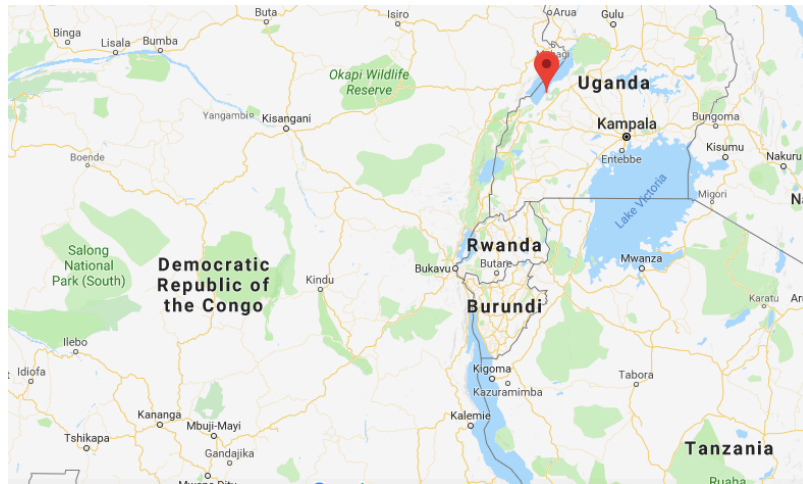 Binga
Lisala
Bumba
Buta
Isiro
Arua
Gulu
Okapi Wildlife
Reserve
Uganda
Yangambi
Kisangani
Kampala
Bungoma
Entebbe
Kisumu
Nakuru
Boende
Migori
Lake Victoria
Salong
National
Park (South)
Democratic
Republic of
the Congo
Kindu
Bukavu
Rwanda
Butare
Burundi
Mwanza
Karatu
Ilebo
Idiofa
Kigoma
Kazuramimba
Tabora
Kananga
Mbuji-Mayi
Kalemie
Tshikapa
Gandajika
Tanzania
Ruaha